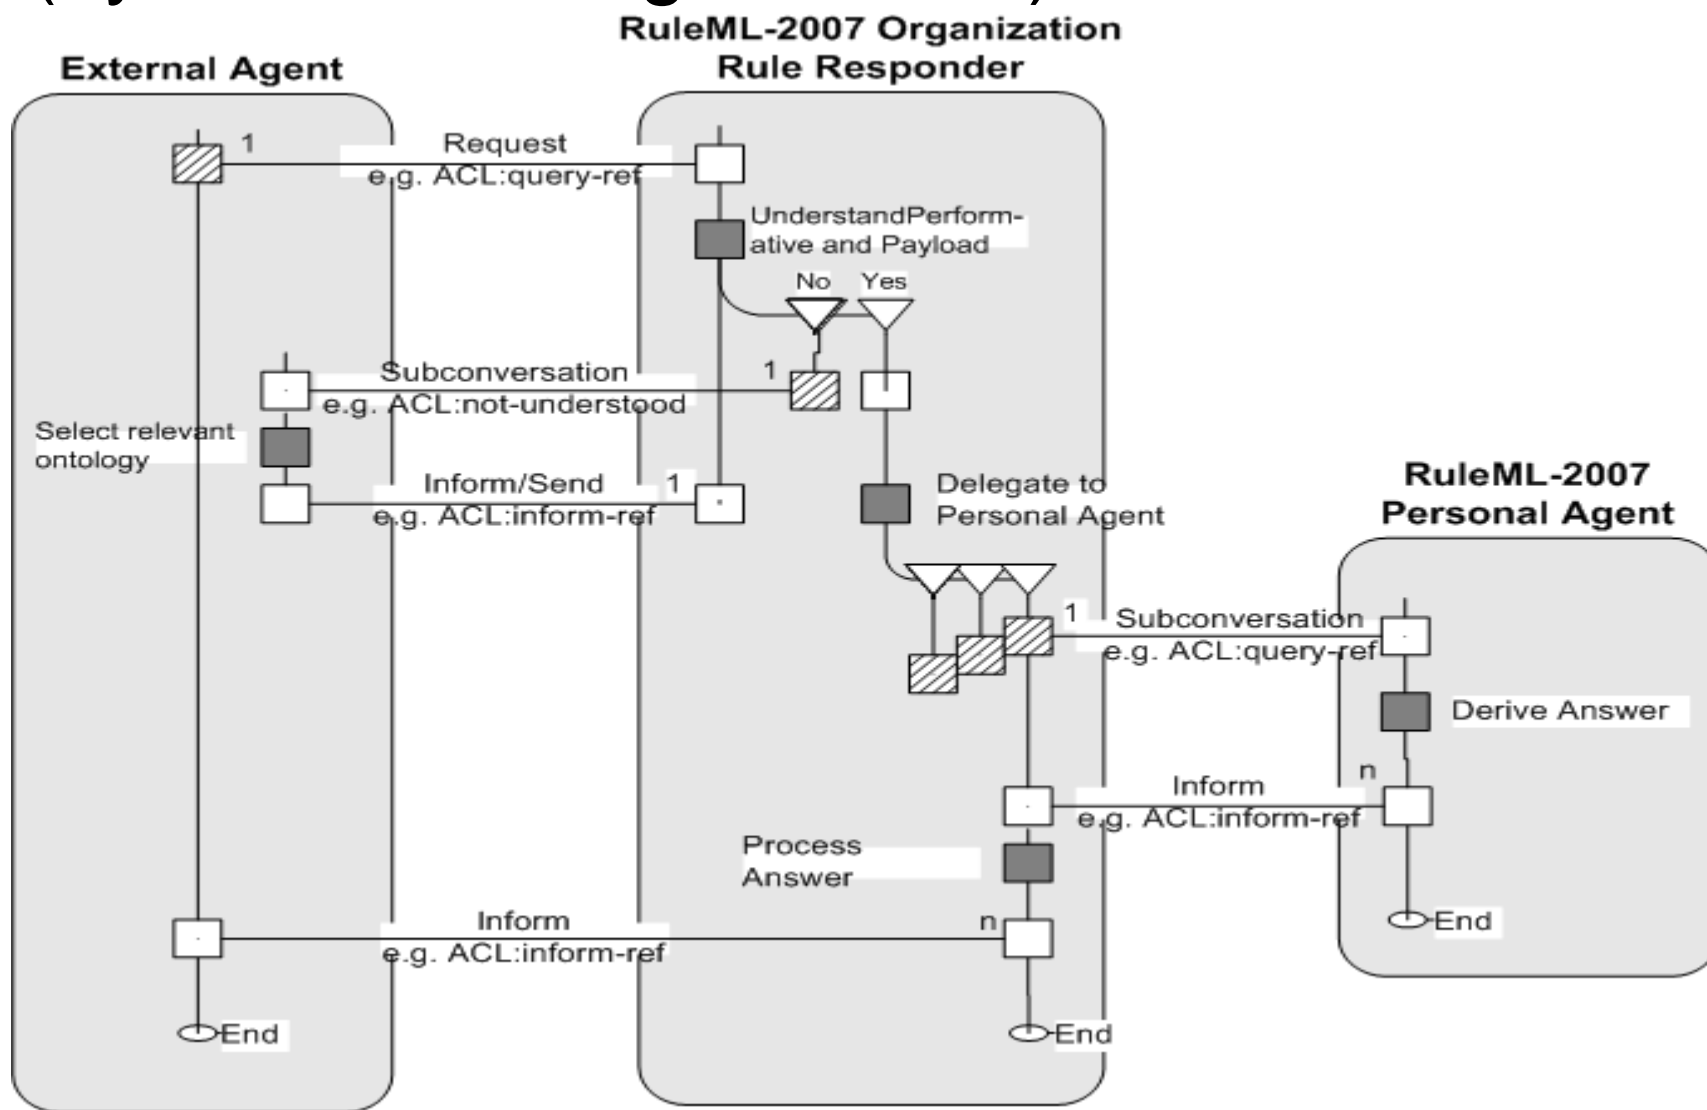 RuleML-2007 Organization
Rule Responder
External Agent
1
Request
e.g. ACL:query-ref
UnderstandPerform-
ative and Payload
No
Yes
Subconversation
1
e.g. ACL:not-understood
Select relevant
ontology
Inform/Send
1
e.g. ACL:inform-ref
Delegate to
Personal Agent
RuleML-2007
Personal Agent
1
Subconversation
e.g. ACL:query-ref
Derive Answer
n
Inform
e.g. ACL:inform-ref
Process
Answer
Inform
n
e.g. ACL:inform-ref
End
End
End